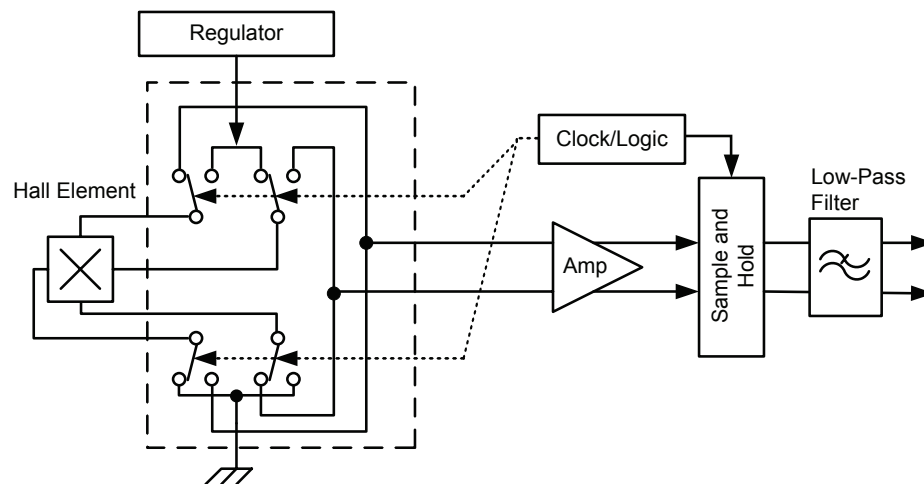 Regulator
Clock/Logic
Hall Element
Low-Pass
Filter
Amp
Sample and
Hold